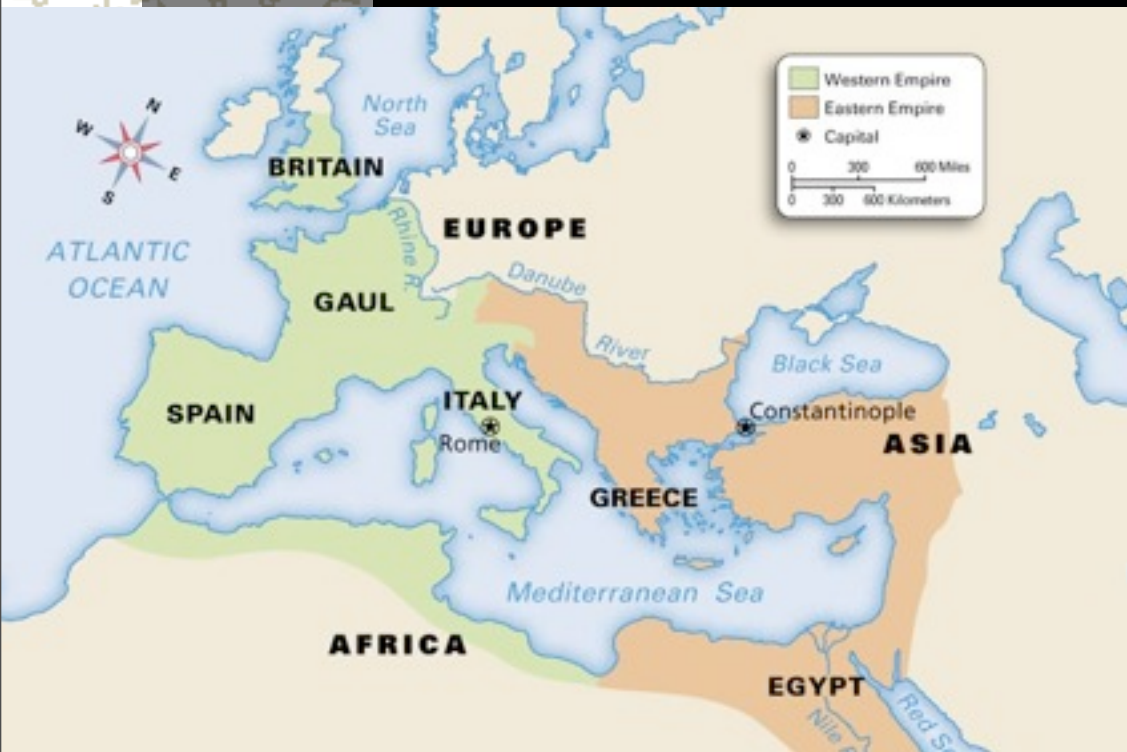 N
W
E
S
North
Sea
Western Empire
Eastern Empire
Capital
0 300 600 Miles
0 300 600 Kilometers
BRITAIN
ATLANTIC
OCEAN
Rhine R.
EUROPE
Danube
River
GAUL
Black Sea
SPAIN
ITALY
Rome
Constantinople
ASIA
GREECE
Mediterranean Sea
AFRICA
EGYPT
Nile
Red